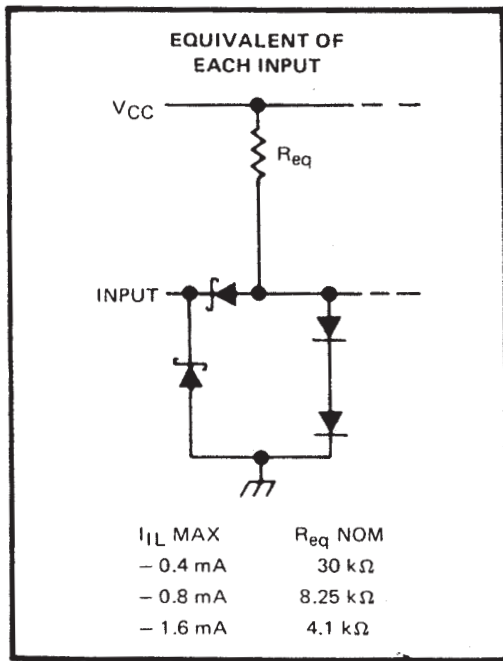 EQUIVALENT OF
EACH INPUT
VCC
Req
INPUT
IIL MAX Req NOM
– 0.4 mA 30 kΩ
– 0.8 mA 8.25 kΩ
– 1.6 mA 4.1 kΩ